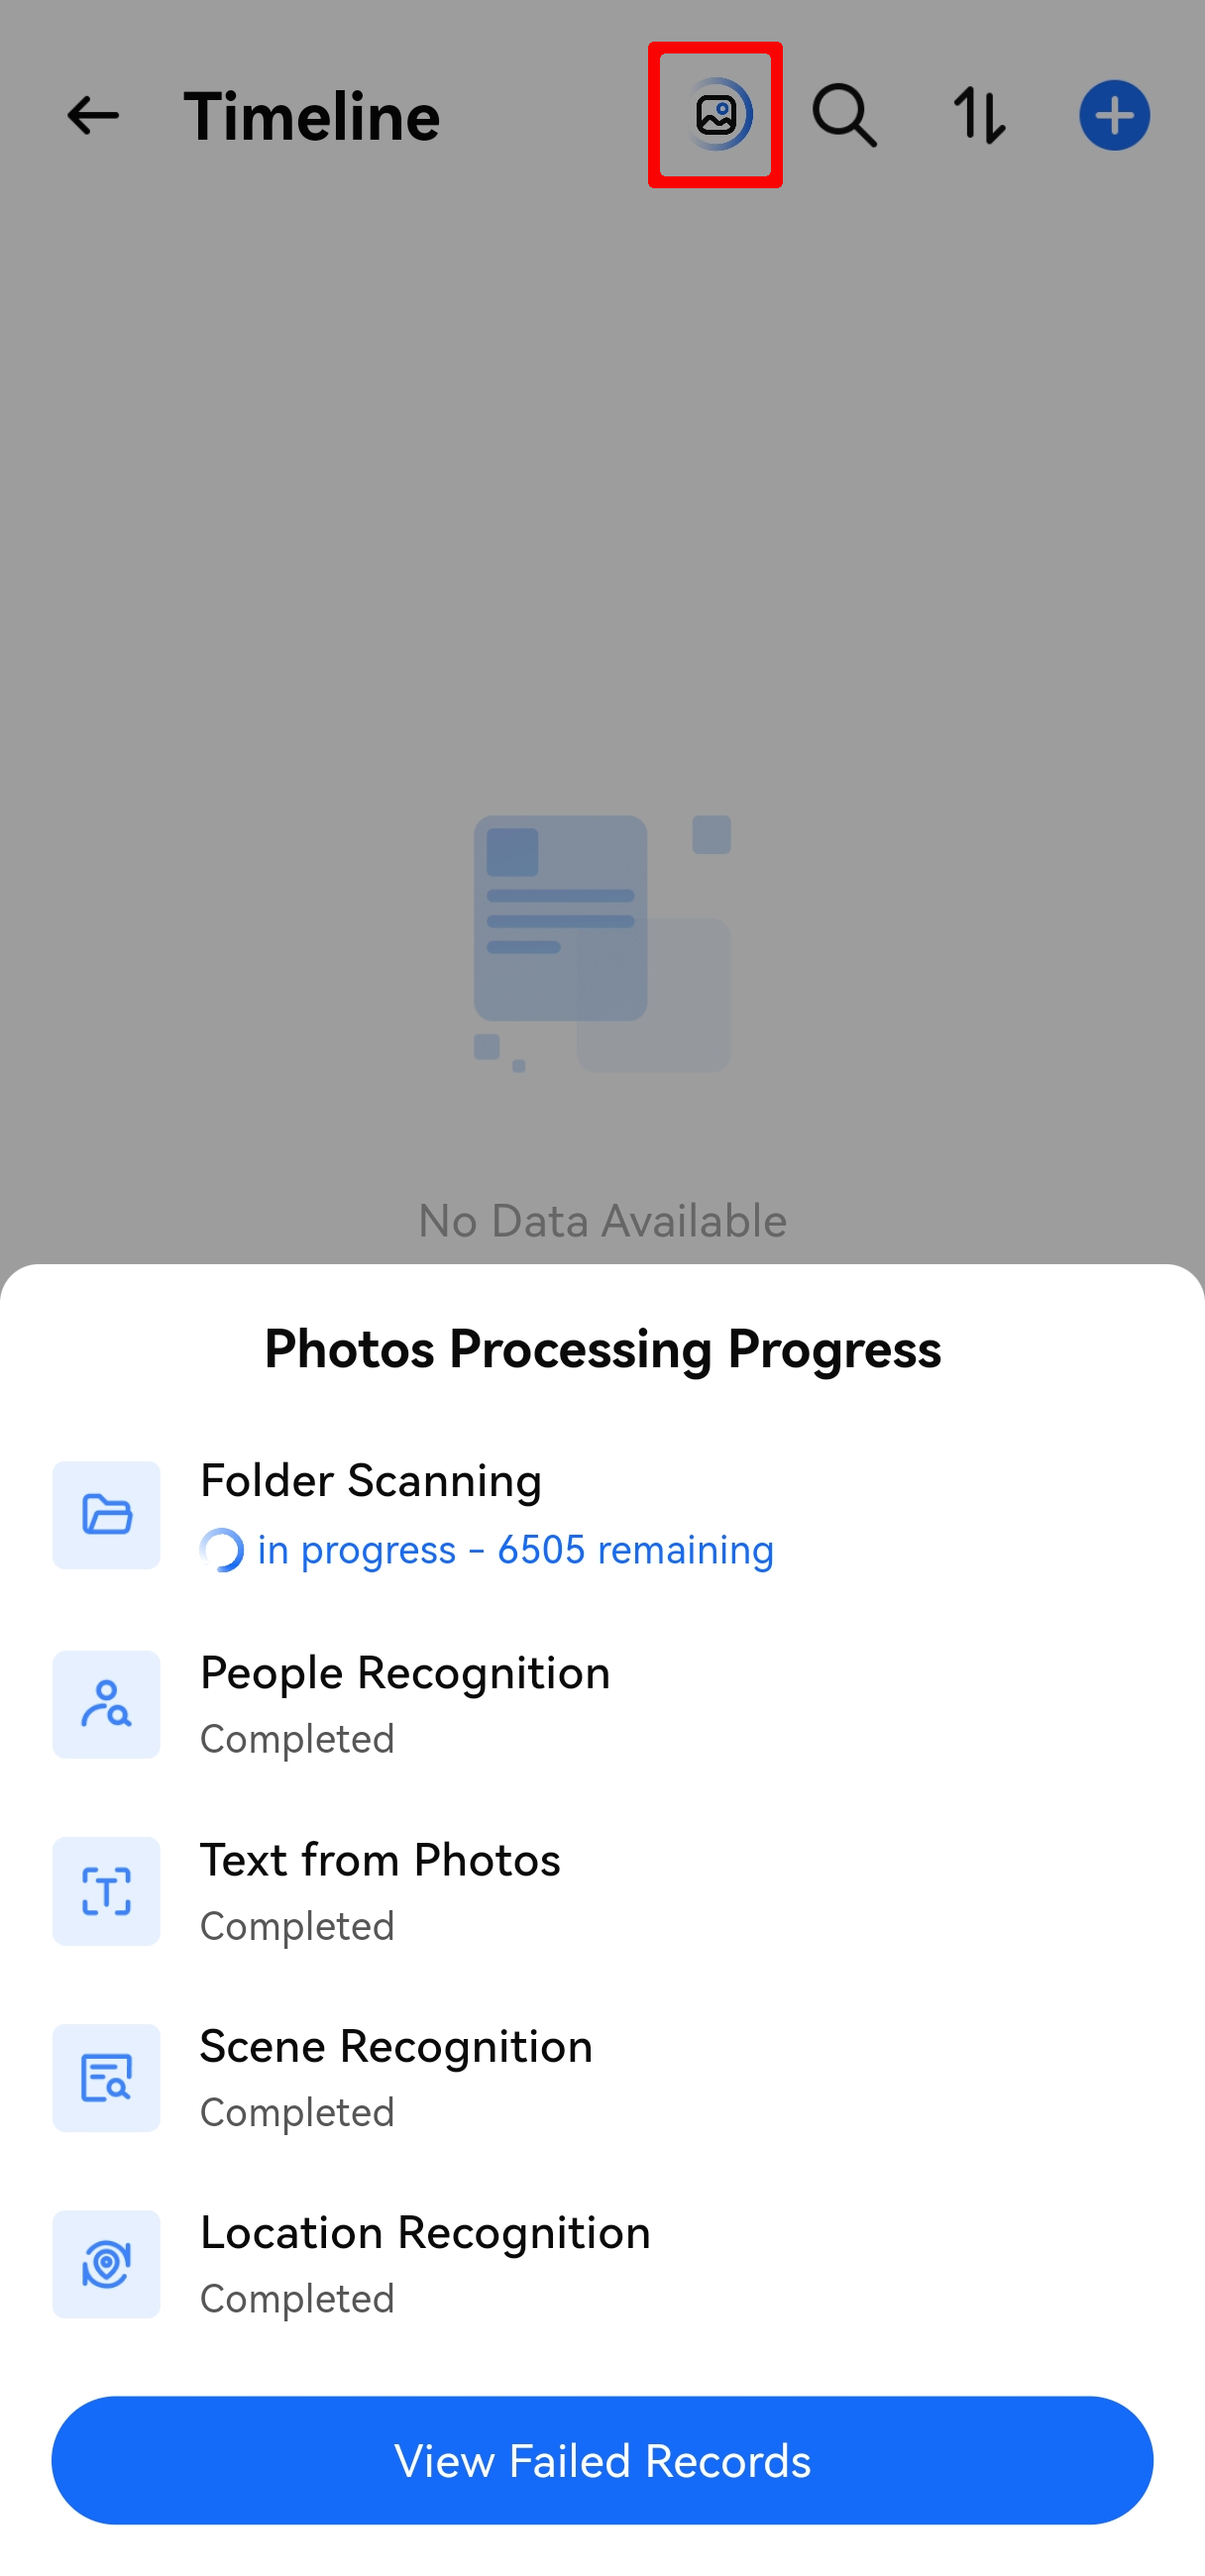 Timeline
No Data Available
Photos Processing Progress
Folder Scanning
in progress - 6505 remaining
People Recognition
Completed
Text from Photos
Completed
Scene Recognition
Completed
Location Recognition
Completed
View Failed Records